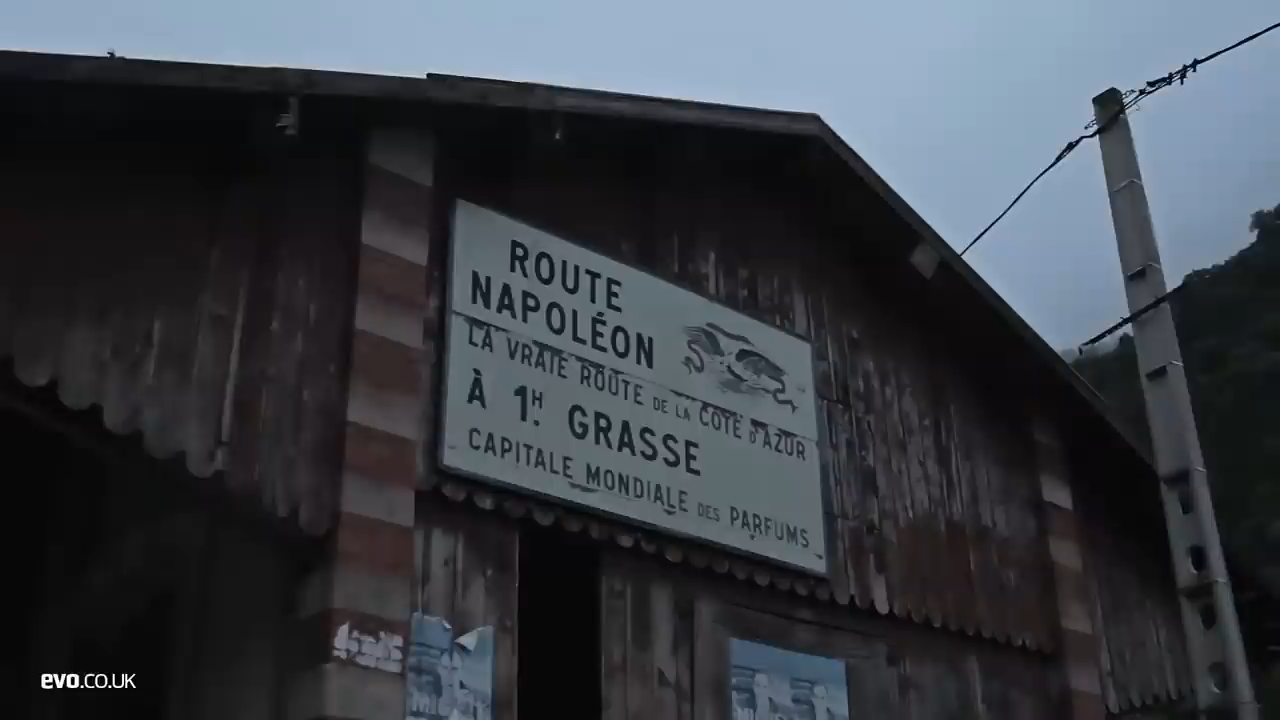 ROUTE
NAPOLÉON
LA VRAIE ROUTE DE LA COTE D'AZUR
À 1H. GRASSE
CAPITALE MONDIALE DES PARFUMS
evo.co.uk